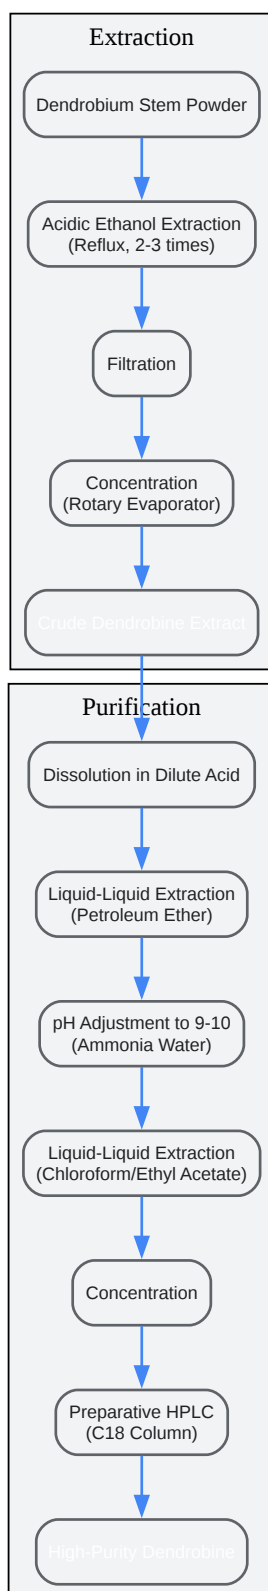 Extraction
Dendrobium Stem Powder
Acidic Ethanol Extraction
(Reflux, 2-3 times)
Filtration
Concentration
(Rotary Evaporator)
Crude Dendrobine Extract
Purification
Dissolution in Dilute Acid
Liquid-Liquid Extraction
(Petroleum Ether)
pH Adjustment to 9-10
(Ammonia Water)
Liquid-Liquid Extraction
(Chloroform/Ethyl Acetate)
Concentration
Preparative HPLC
(C18 Column)
High-Purity Dendrobine